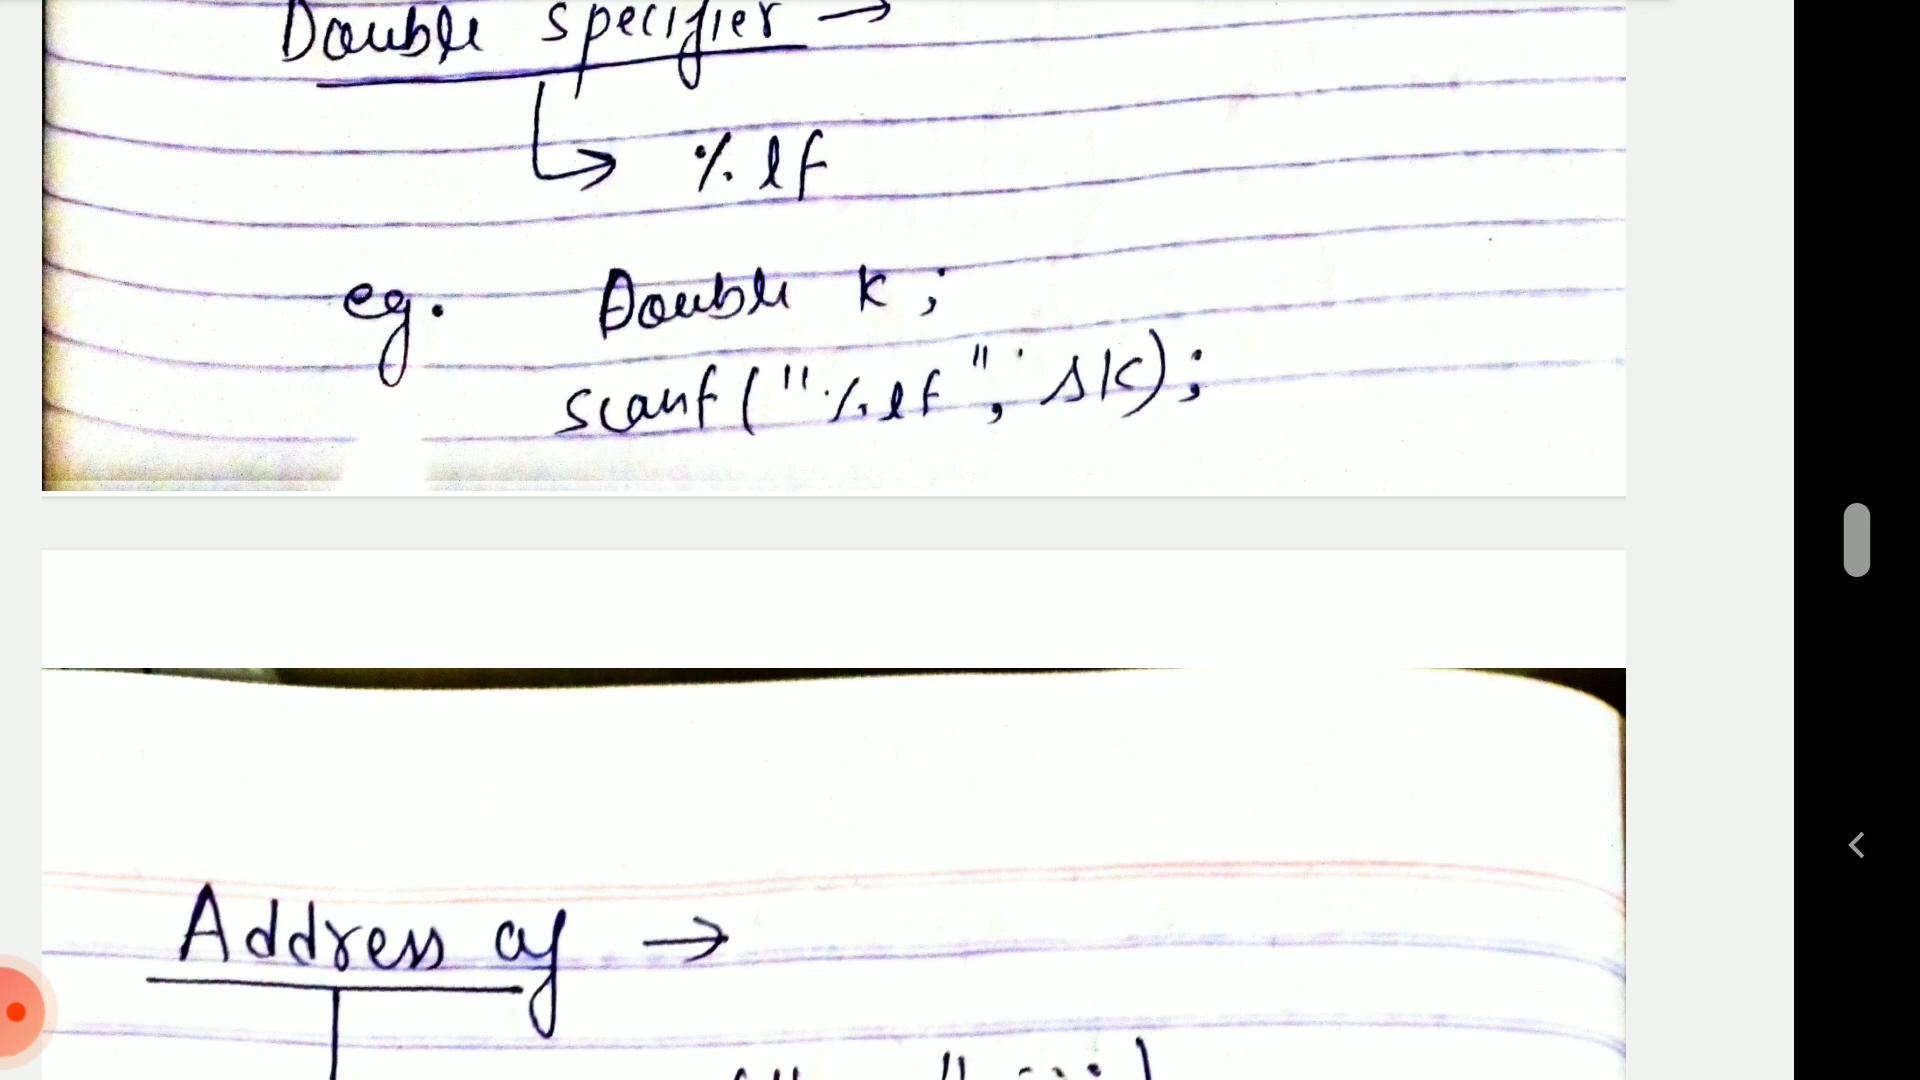 Double specifier →
↳ %lf
eg. Double k;
scanf("%lf", &k);
Address of →